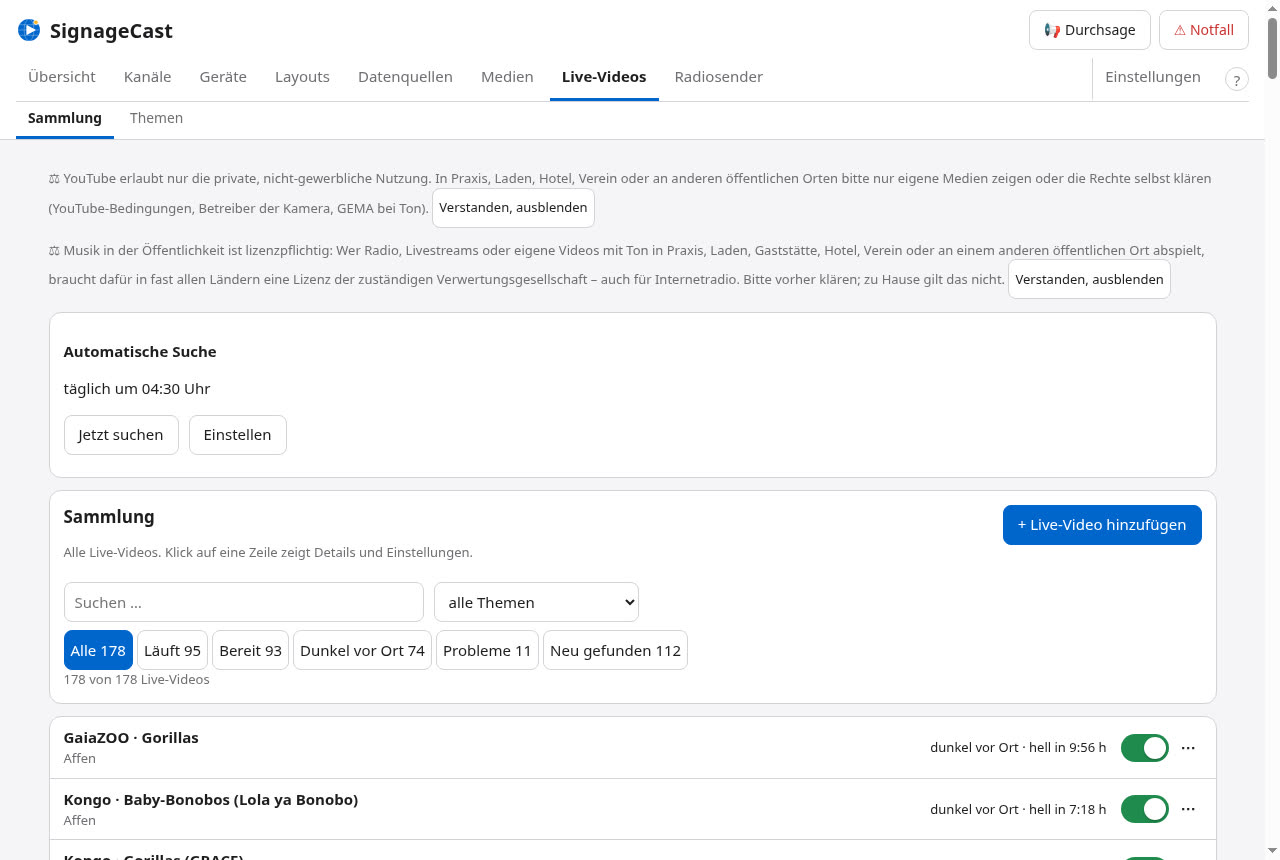 SignageCast
Durchsage
⚠ Notfall
Übersicht Kanäle Geräte Layouts Datenquellen Medien Live-Videos Radiosender Einstellungen ?
Sammlung Themen
⚖ YouTube erlaubt nur die private, nicht-gewerbliche Nutzung. In Praxis, Laden, Hotel, Verein oder an anderen öffentlichen Orten bitte nur eigene Medien zeigen oder die Rechte selbst klären
(YouTube-Bedingungen, Betreiber der Kamera, GEMA bei Ton). Verstanden, ausblenden
⚖ Musik in der Öffentlichkeit ist lizenzpflichtig: Wer Radio, Livestreams oder eigene Videos mit Ton in Praxis, Laden, Gaststätte, Hotel, Verein oder an einem anderen öffentlichen Ort abspielt,
braucht dafür in fast allen Ländern eine Lizenz der zuständigen Verwertungsgesellschaft – auch für Internetradio. Bitte vorher klären; zu Hause gilt das nicht. Verstanden, ausblenden
Automatische Suche
täglich um 04:30 Uhr
Jetzt suchen Einstellen
Sammlung
+ Live-Video hinzufügen
Alle Live-Videos. Klick auf eine Zeile zeigt Details und Einstellungen.
Suchen ... alle Themen
Alle 178 Läuft 95 Bereit 93 Dunkel vor Ort 74 Probleme 11 Neu gefunden 112
178 von 178 Live-Videos
GaiaZOO · Gorillas
Affen
dunkel vor Ort · hell in 9:56 h ···
Kongo · Baby-Bonobos (Lola ya Bonobo)
Affen
dunkel vor Ort · hell in 7:18 h ···
Kongo · Gorillas (GRACE)